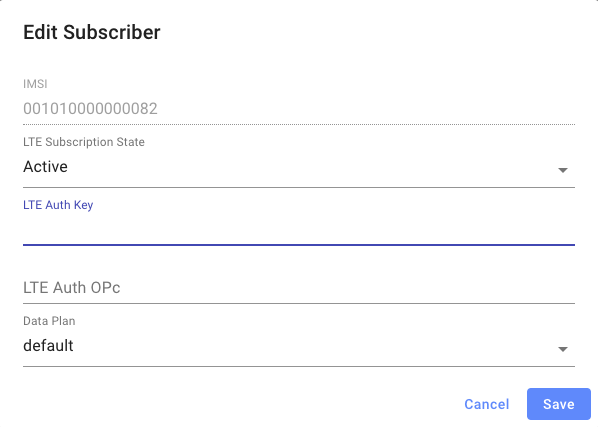 Edit Subscriber
IMSI
001010000000082
LTE Subscription State
Active
LTE Auth Key
LTE Auth OPc
Data Plan
default
Cancel Save